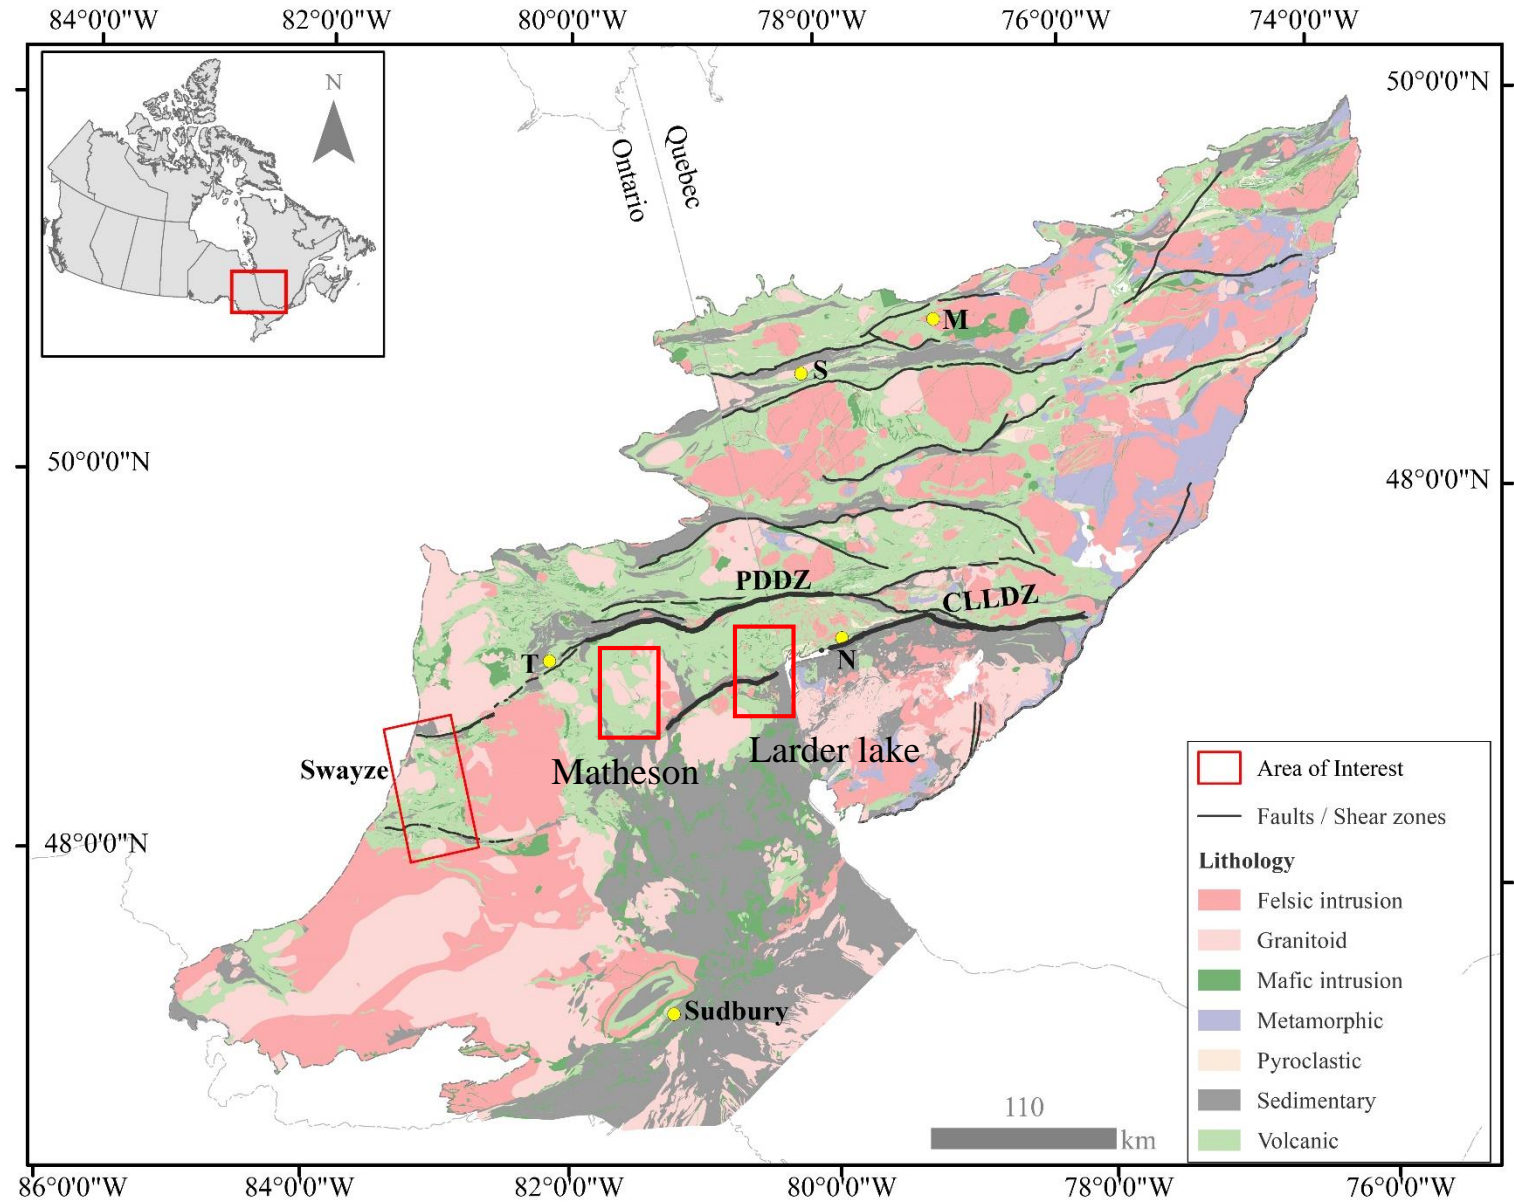 84°0'0"W 82°0'0"W 80°0'0"W 78°0'0"W 76°0'0"W 74°0'0"W
N
50°0'0"N
Quebec
Ontario
M
S
50°0'0"N
48°0'0"N
PDDZ
CLLDZ
T
N
Larder lake
Matheson
Swayze
48°0'0"N
Sudbury
Area of Interest
Faults / Shear zones
Lithology
Felsic intrusion
Granitoid
Mafic intrusion
Metamorphic
Pyroclastic
Sedimentary
Volcanic
110
km
86°0'0"W 84°0'0"W 82°0'0"W 80°0'0"W 78°0'0"W 76°0'0"W